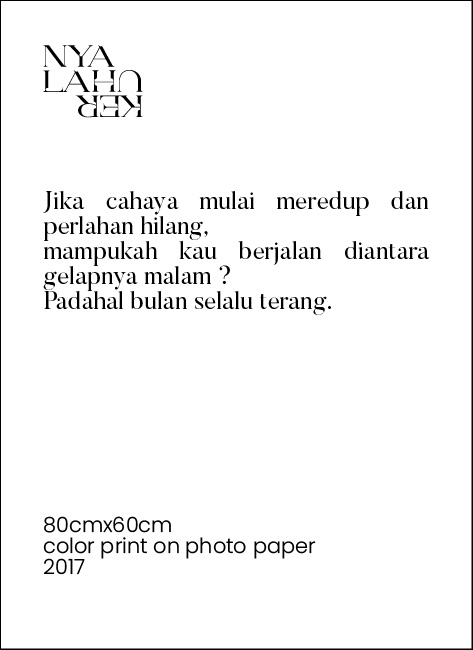 NYA
LAHU
KER
Jika cahaya mulai meredup dan
perlahan hilang,
mampukah kau berjalan diantara
gelapnya malam ?
Padahal bulan selalu terang.
80cmx60cm
color print on photo paper
2017